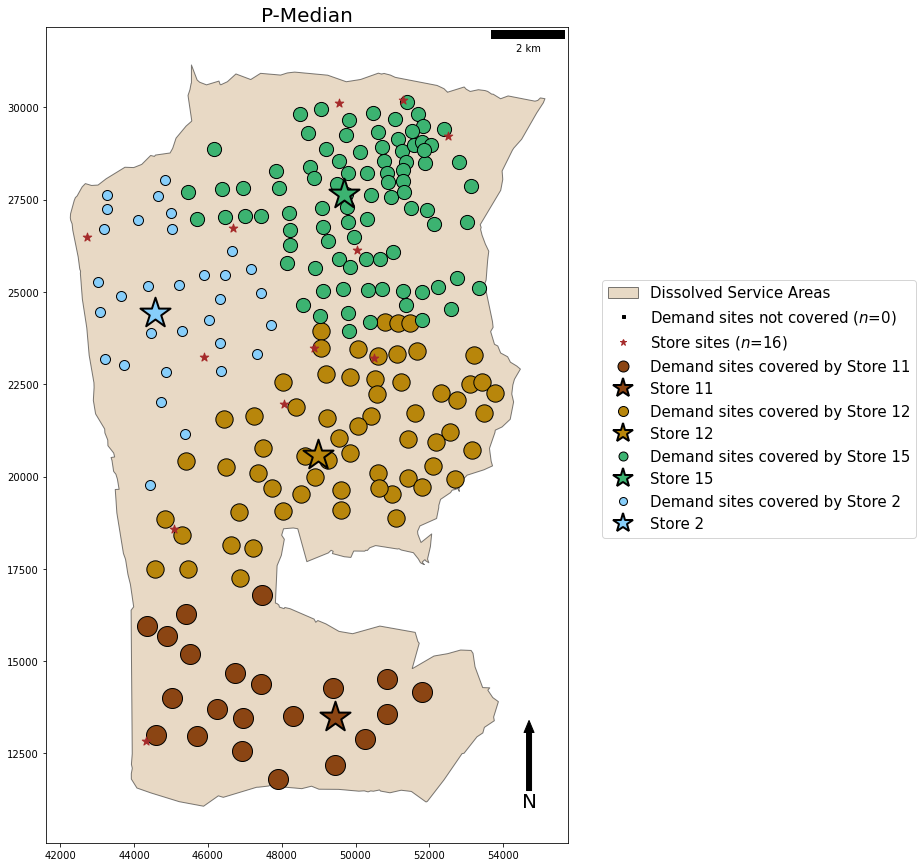 P-Median
2 km
30000
27500
25000
22500
20000
17500
15000
12500
N
42000 44000 46000 48000 50000 52000 54000
Dissolved Service Areas
Demand sites not covered (n=0)
Store sites (n=16)
Demand sites covered by Store 11
Store 11
Demand sites covered by Store 12
Store 12
Demand sites covered by Store 15
Store 15
Demand sites covered by Store 2
Store 2